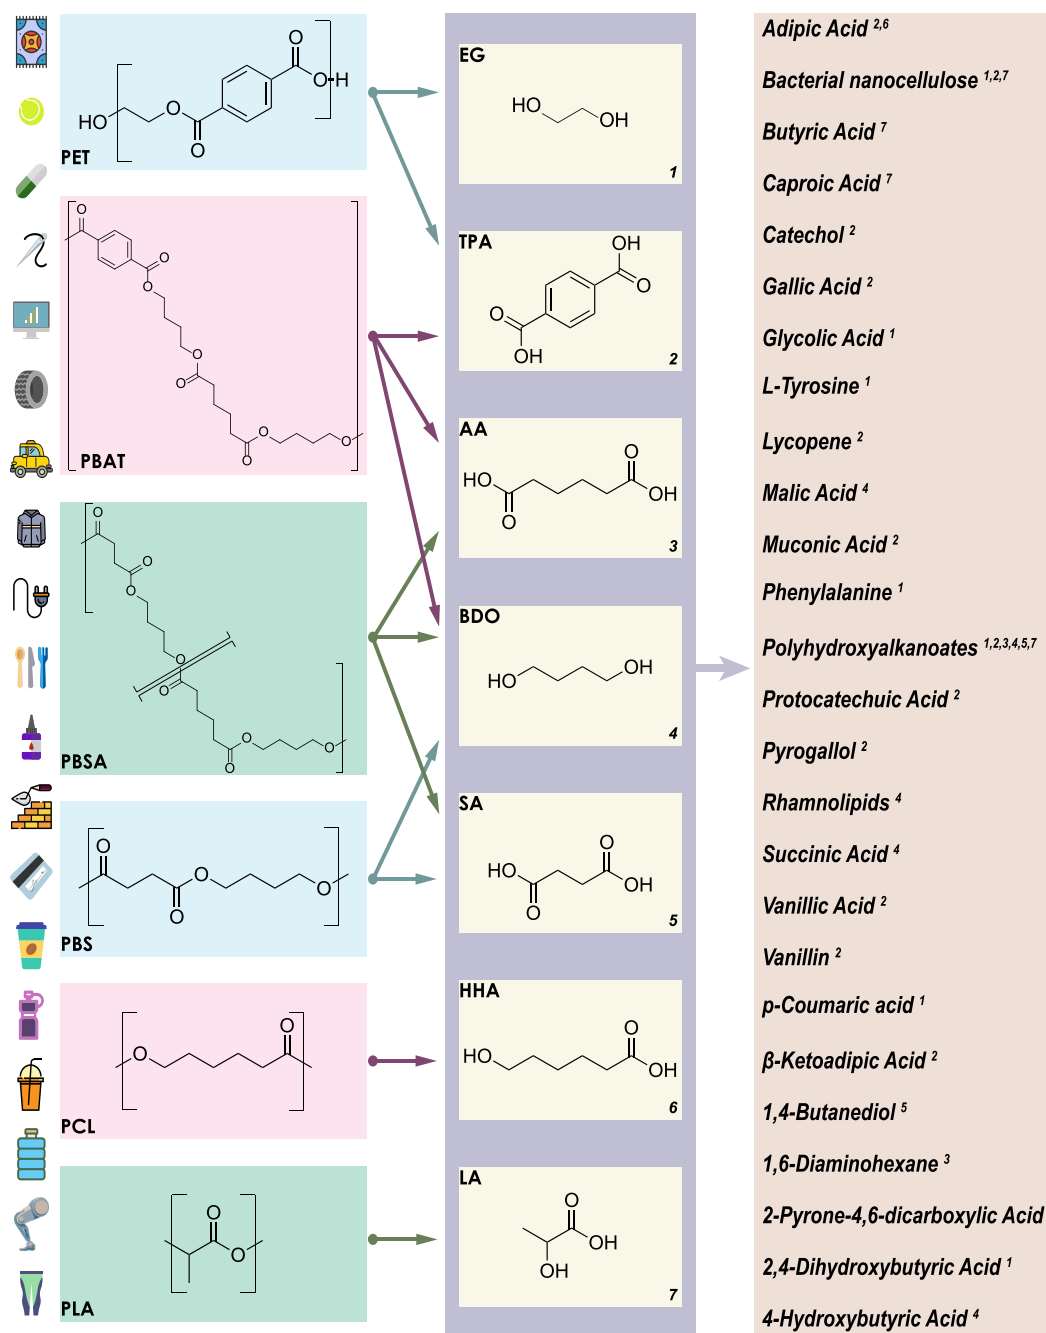 PET
HO
O
O
O
O-H
PBAT
O
O
O
O
O
O
O
O
PBSA
O
O
O
O
O
O
O
O
PBS
O
O
O
O
PCL
O
O
PLA
O
O
EG
HO
OH
1
TPA
OH
O
O
OH
2
AA
O
HO
OH
O
3
BDO
OH
HO
4
SA
O
HO
OH
O
5
HHA
O
HO
OH
6
LA
O
OH
OH
7
Adipic Acid 2,6
Bacterial nanocellulose 1,2,7
Butyric Acid 7
Caproic Acid 7
Catechol 2
Gallic Acid 2
Glycolic Acid 1
L-Tyrosine 1
Lycopene 2
Malic Acid 4
Muconic Acid 2
Phenylalanine 1
Polyhydroxyalkanoates 1,2,3,4,5,7
Protocatechuic Acid 2
Pyrogallol 2
Rhamnolipids 4
Succinic Acid 4
Vanillic Acid 2
Vanillin 2
p-Coumaric acid 1
β-Ketoadipic Acid 2
1,4-Butanediol 5
1,6-Diaminohexane 3
2-Pyrone-4,6-dicarboxylic Acid
2,4-Dihydroxybutyric Acid 1
4-Hydroxybutyric Acid 4